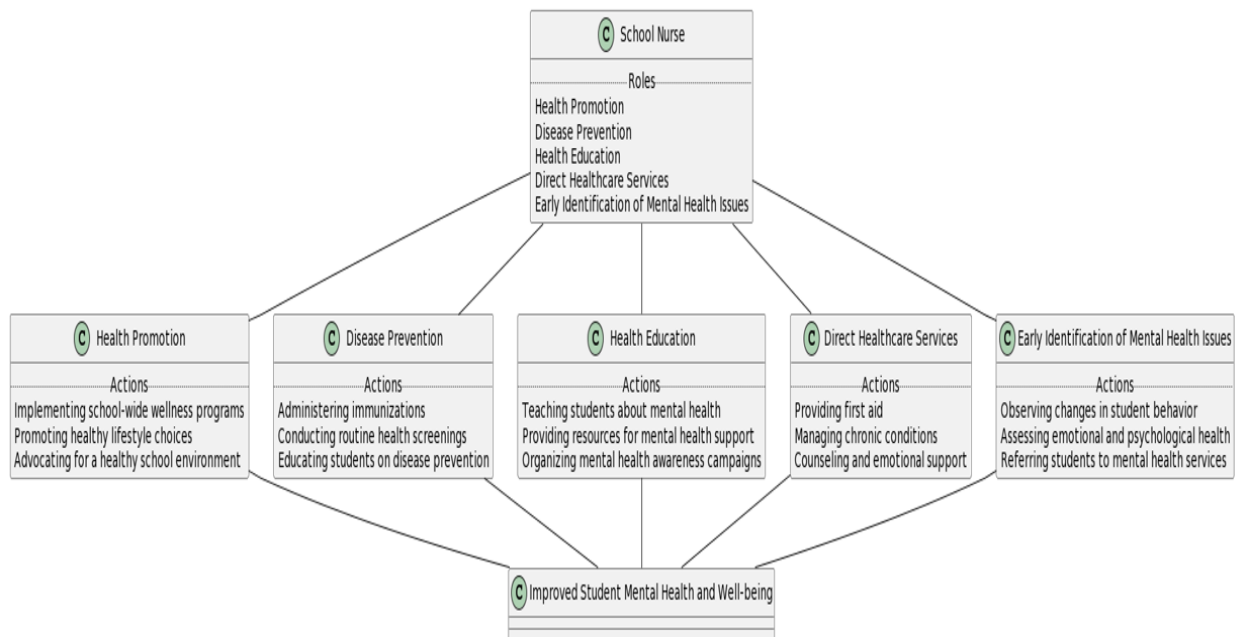 C School Nurse
Roles
Health Promotion
Disease Prevention
Health Education
Direct Healthcare Services
Early Identification of Mental Health Issues
C Health Promotion
Actions
Implementing school-wide wellness programs
Promoting healthy lifestyle choices
Advocating for a healthy school environment
C Disease Prevention
Actions
Administering immunizations
Conducting routine health screenings
Educating students on disease prevention
C Health Education
Actions
Teaching students about mental health
Providing resources for mental health support
Organizing mental health awareness campaigns
C Direct Healthcare Services
Actions
Providing first aid
Managing chronic conditions
Counseling and emotional support
C Early Identification of Mental Health Issues
Actions
Observing changes in student behavior
Assessing emotional and psychological health
Referring students to mental health services
C Improved Student Mental Health and Well-being